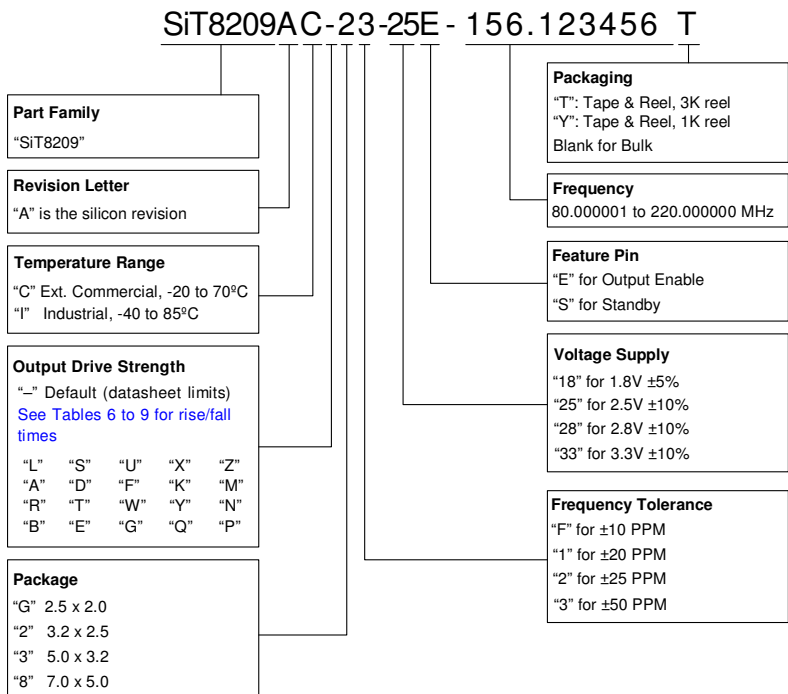 SiT8209AC-23-25E - 156.123456 T
Part Family
“SiT8209”
Revision Letter
“A” is the silicon revision
Temperature Range
“C” Ext. Commercial, -20 to 70ºC
“I” Industrial, -40 to 85ºC
Output Drive Strength
“–” Default (datasheet limits)
See Tables 6 to 9 for rise/fall
times
“L” “S” “U” “X” “Z”
“A” “D” “F” “K” “M”
“R” “T” “W” “Y” “N”
“B” “E” “G” “Q” “P”
Package
“G” 2.5 x 2.0
“2” 3.2 x 2.5
“3” 5.0 x 3.2
“8” 7.0 x 5.0
Packaging
“T”: Tape & Reel, 3K reel
“Y”: Tape & Reel, 1K reel
Blank for Bulk
Frequency
80.000001 to 220.000000 MHz
Feature Pin
“E” for Output Enable
“S” for Standby
Voltage Supply
“18” for 1.8V ±5%
“25” for 2.5V ±10%
“28” for 2.8V ±10%
“33” for 3.3V ±10%
Frequency Tolerance
“F” for ±10 PPM
“1” for ±20 PPM
“2” for ±25 PPM
“3” for ±50 PPM